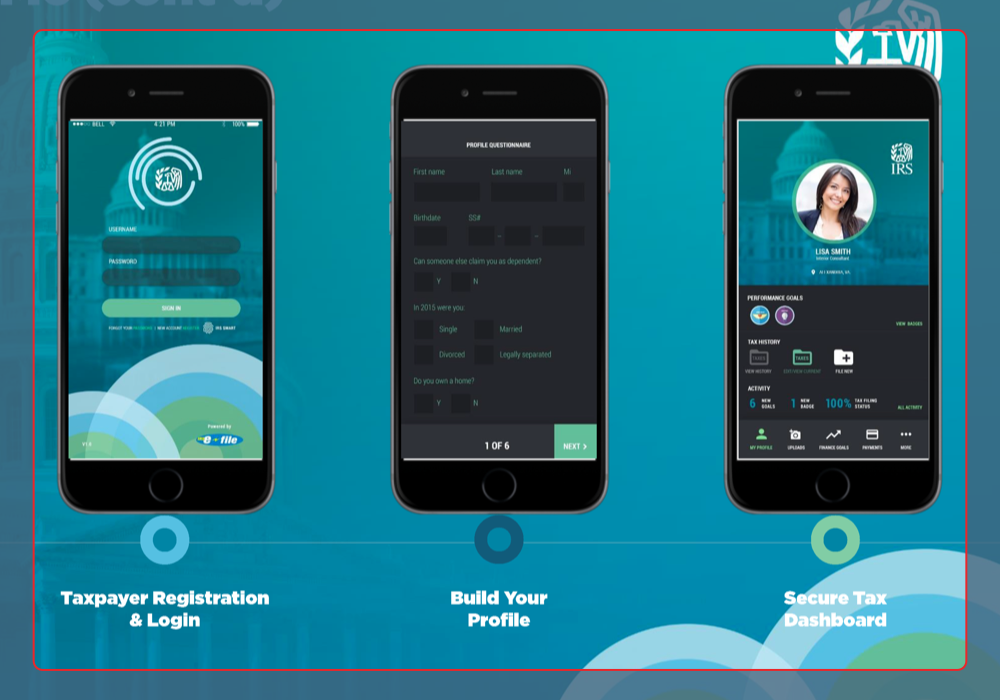 BELL
4:21 PM
100%
USERNAME
PASSWORD
SIGN IN
FORGOT YOUR PASSWORD NEW ACCOUNT REGISTER IRS SMART
V1.0
Powered by
e-file
Taxpayer Registration
& Login
PROFILE QUESTIONNAIRE
First name Last name Mi
Birthdate SS#
Can someone else claim you as dependent?
Y N
In 2015 were you:
Single Married
Divorced Legally separated
Do you own a home?
Y N
1 OF 6
NEXT >
Build Your
Profile
IRS
LISA SMITH
Interior Consultant
PERFORMANCE GOALS
VIEW BADGES
TAX HISTORY
TAXES TAXES
VIEW HISTORY EDIT/VIEW CURRENT FILE NEW
ACTIVITY
6 NEW GOALS 1 NEW BADGE 100% TAX FILING STATUS ALL ACTIVITY
MY PROFILE UPLOADS FINANCE GOALS PAYMENTS MORE
Secure Tax
Dashboard